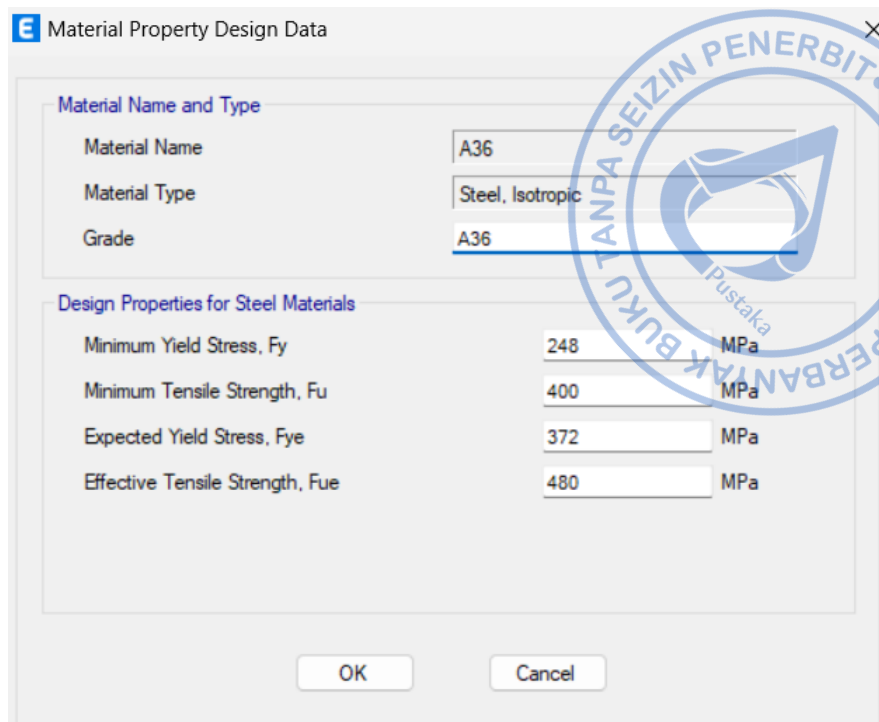 E Material Property Design Data
Material Name and Type
Material Name A36
Material Type Steel, Isotropic
Grade A36
Design Properties for Steel Materials
Minimum Yield Stress, Fy 248 MPa
Minimum Tensile Strength, Fu 400 MPa
Expected Yield Stress, Fye 372 MPa
Effective Tensile Strength, Fue 480 MPa
OK Cancel
TANPA SEIZIN PENERBIT
Pustaka
PERBANYAK BUKU